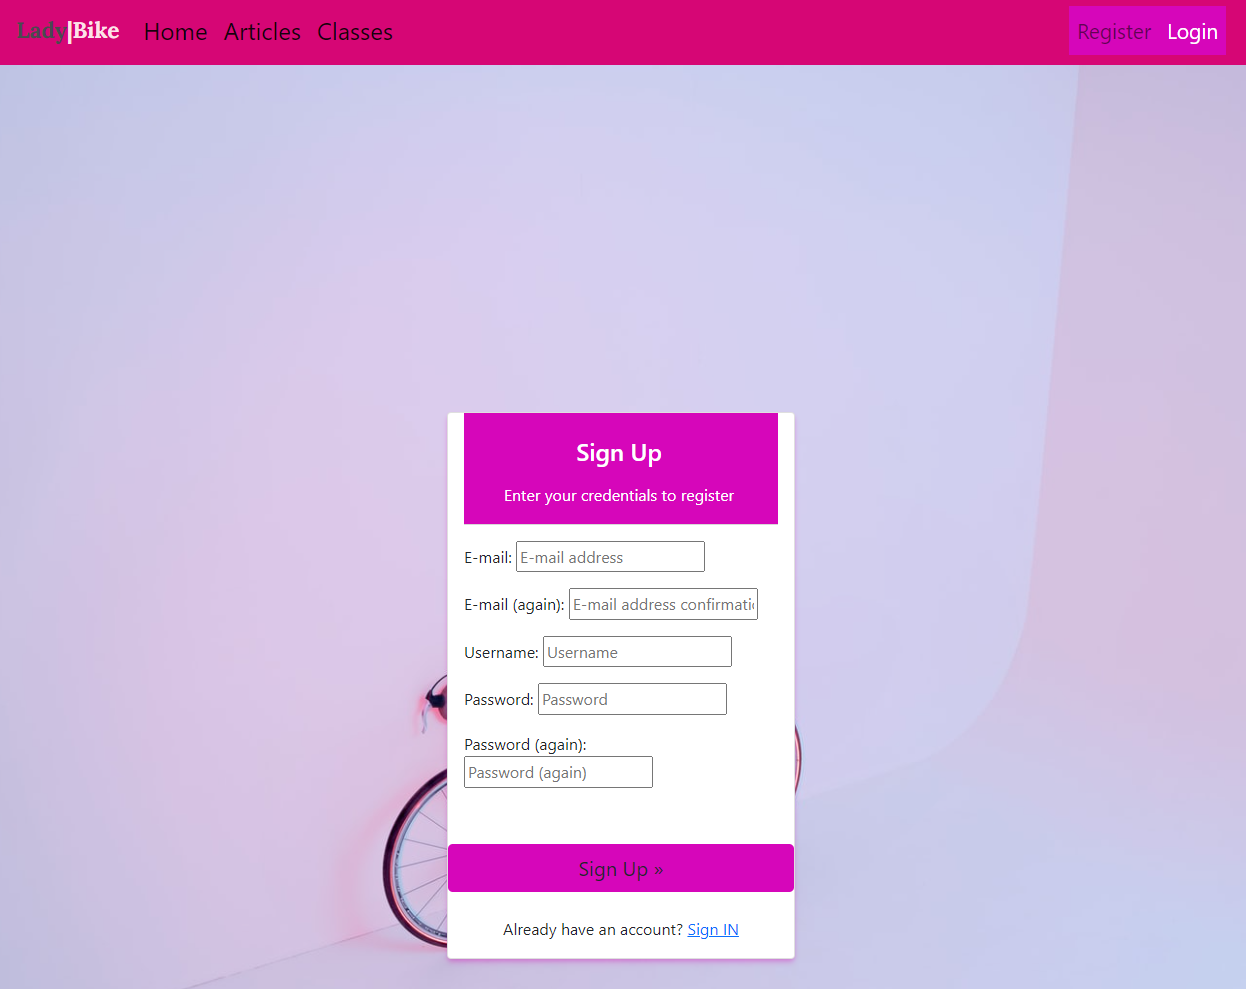 Lady|Bike Home Articles Classes Register Login
Sign Up
Enter your credentials to register
E-mail: E-mail address
E-mail (again): E-mail address confirmatic
Username: Username
Password: Password
Password (again):
Password (again)
Sign Up »
Already have an account? Sign IN